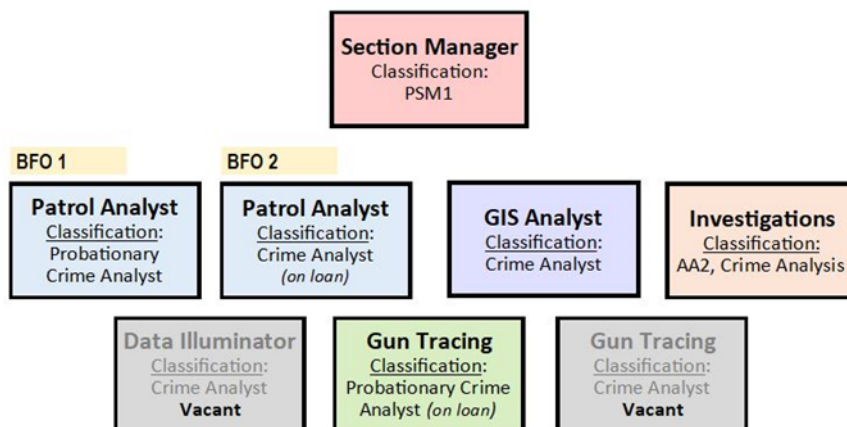 Section Manager
Classification:
PSM1
BFO 1
BFO 2
Patrol Analyst
Classification:
Probationary
Crime Analyst
Patrol Analyst
Classification:
Crime Analyst
(on loan)
GIS Analyst
Classification:
Crime Analyst
Investigations
Classification:
AA2, Crime Analysis
Data Illuminator
Classification:
Crime Analyst
Vacant
Gun Tracing
Classification:
Probationary Crime
Analyst (on loan)
Gun Tracing
Classification:
Crime Analyst
Vacant